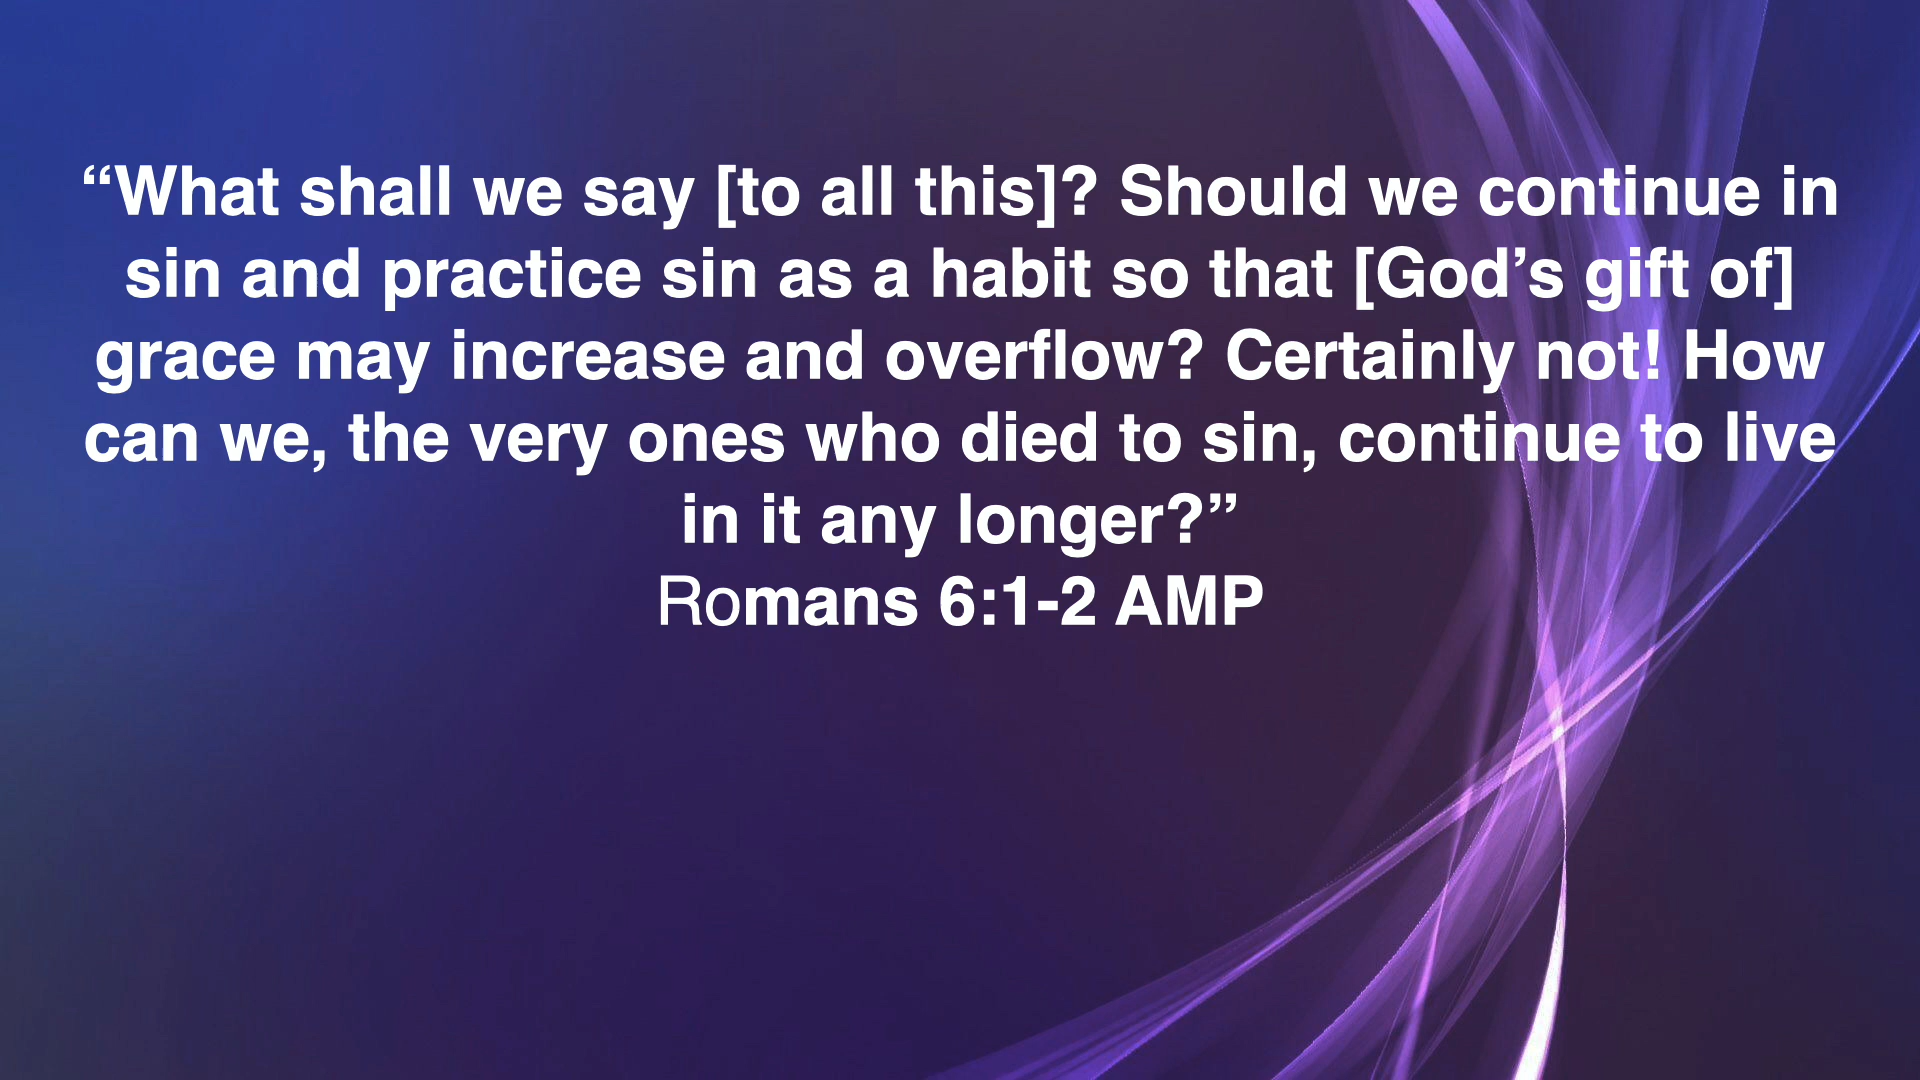 “What shall we say [to all this]? Should we continue in
sin and practice sin as a habit so that [God’s gift of]
grace may increase and overflow? Certainly not! How
can we, the very ones who died to sin, continue to live
in it any longer?”
Romans 6:1-2 AMP